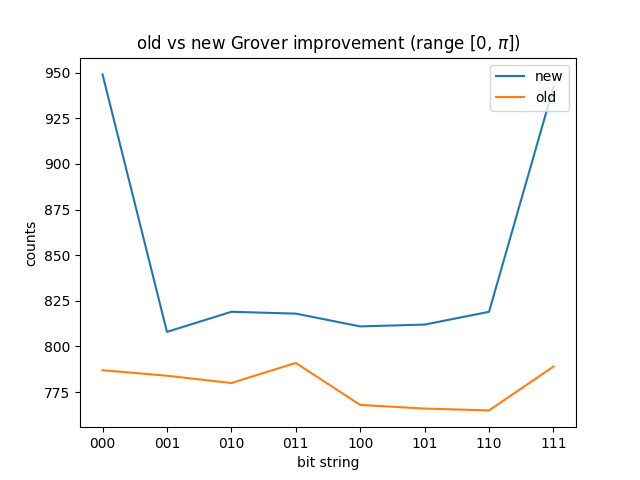 old vs new Grover improvement (range [0, π])
new
old
counts
950
925
900
875
850
825
800
775
000 001 010 011 100 101 110 111
bit string